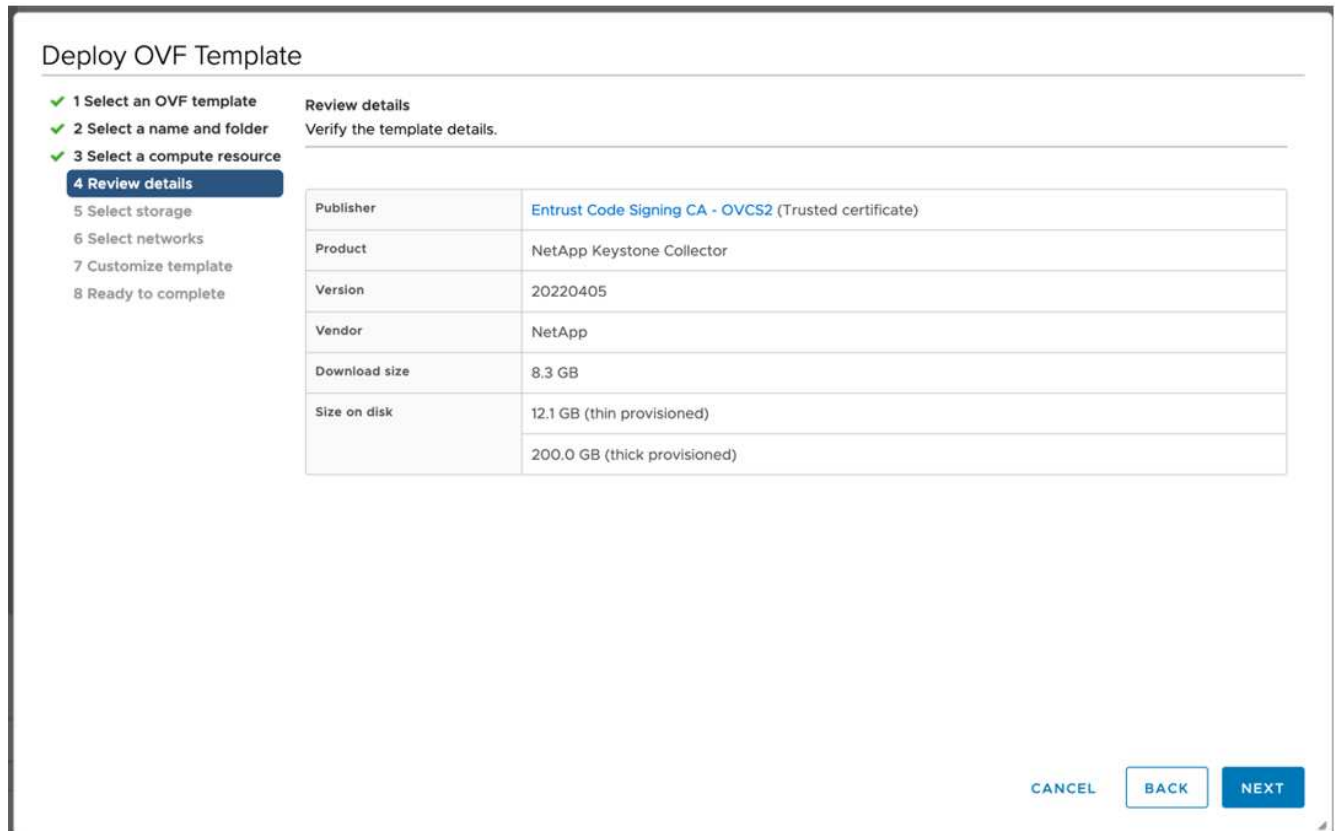 Deploy OVF Template
1 Select an OVF template
2 Select a name and folder
3 Select a compute resource
4 Review details
5 Select storage
6 Select networks
7 Customize template
8 Ready to complete
Review details
Verify the template details.
Publisher Entrust Code Signing CA - OVCS2 (Trusted certificate)
Product NetApp Keystone Collector
Version 20220405
Vendor NetApp
Download size 8.3 GB
Size on disk 12.1 GB (thin provisioned)
200.0 GB (thick provisioned)
CANCEL BACK NEXT